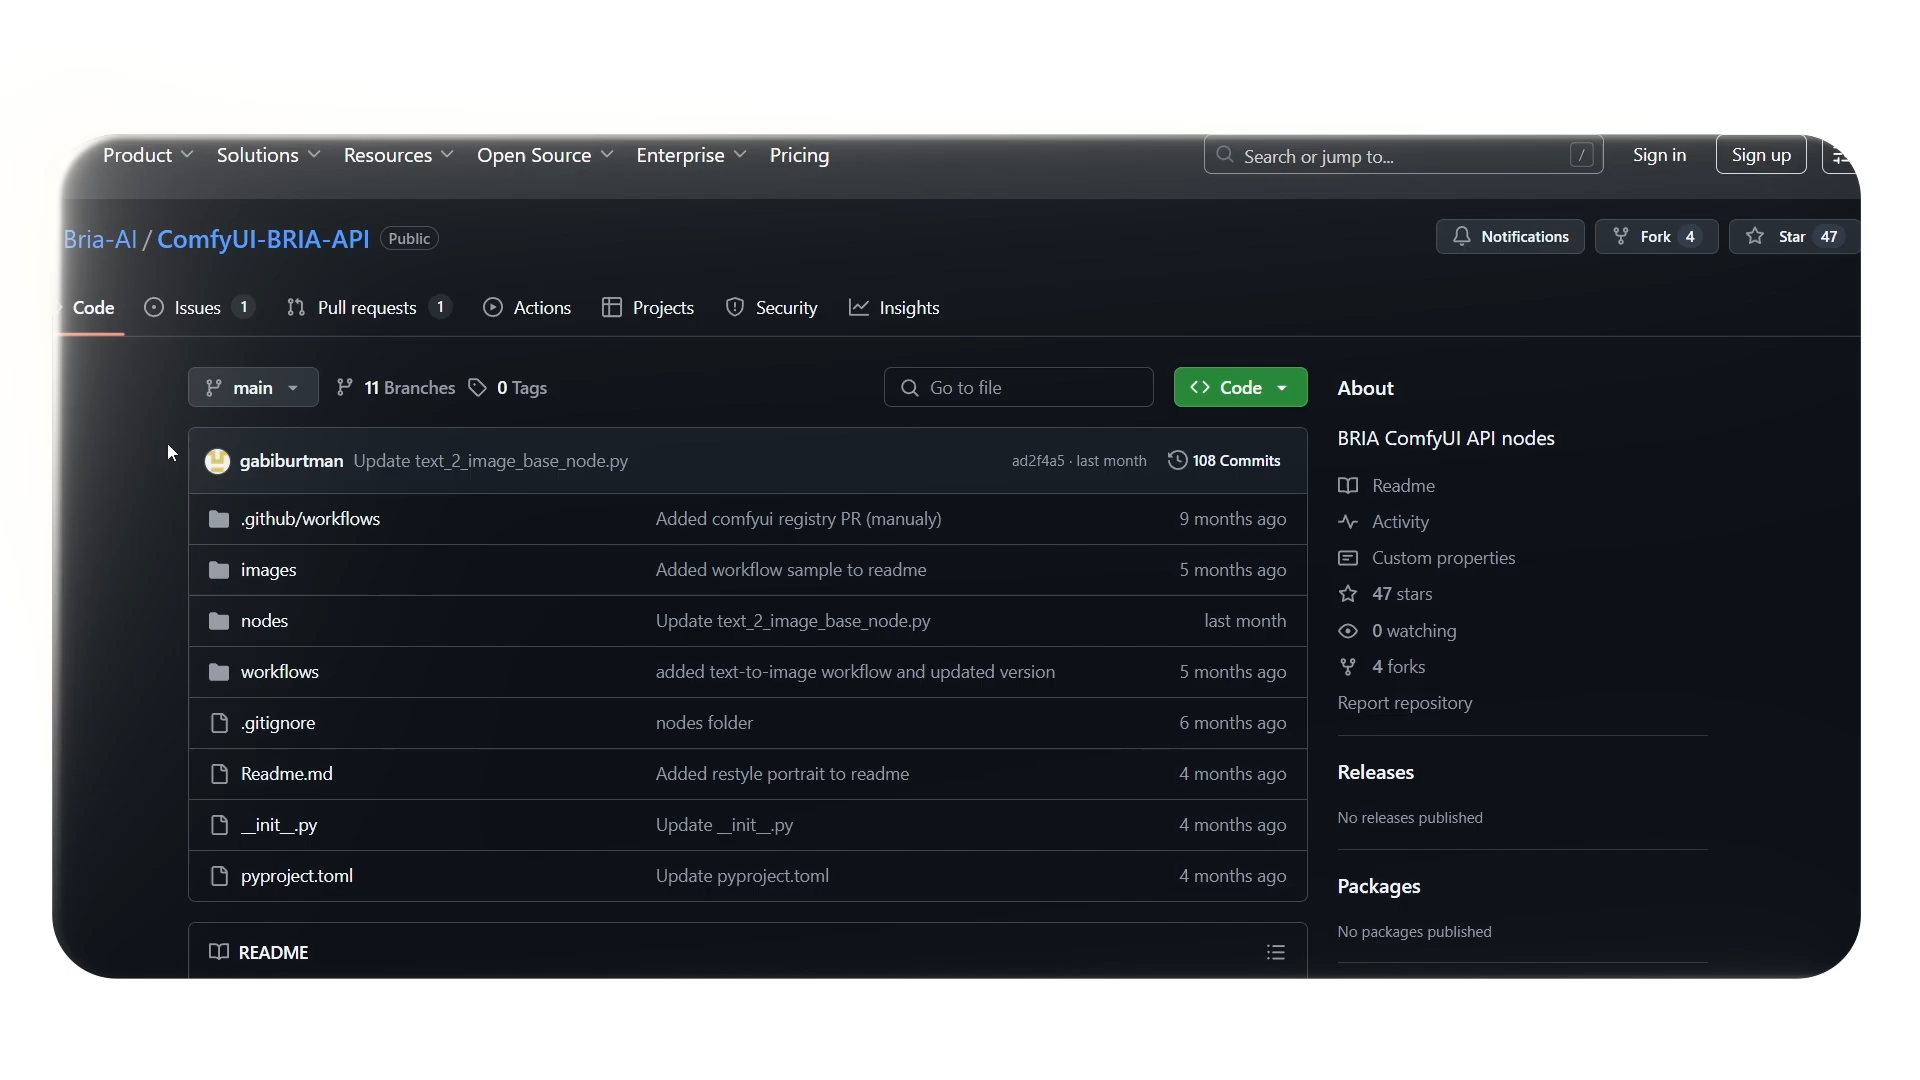 Product Solutions Resources Open Source Enterprise Pricing Search or jump to... / Sign in Sign up
Bria-AI / ComfyUI-BRIA-API Public Notifications Fork 4 Star 47
Code Issues 1 Pull requests 1 Actions Projects Security Insights
main 11 Branches 0 Tags Go to file Code
gabiburtman Update text_2_image_base_node.py ad2f4a5 · last month 108 Commits
.github/workflows Added comfyui registry PR (manualy) 9 months ago
images Added workflow sample to readme 5 months ago
nodes Update text_2_image_base_node.py last month
workflows added text-to-image workflow and updated version 5 months ago
.gitignore nodes folder 6 months ago
Readme.md Added restyle portrait to readme 4 months ago
__init__.py Update __init__.py 4 months ago
pyproject.toml Update pyproject.toml 4 months ago
README
About
BRIA ComfyUI API nodes
Readme
Activity
Custom properties
47 stars
0 watching
4 forks
Report repository
Releases
No releases published
Packages
No packages published